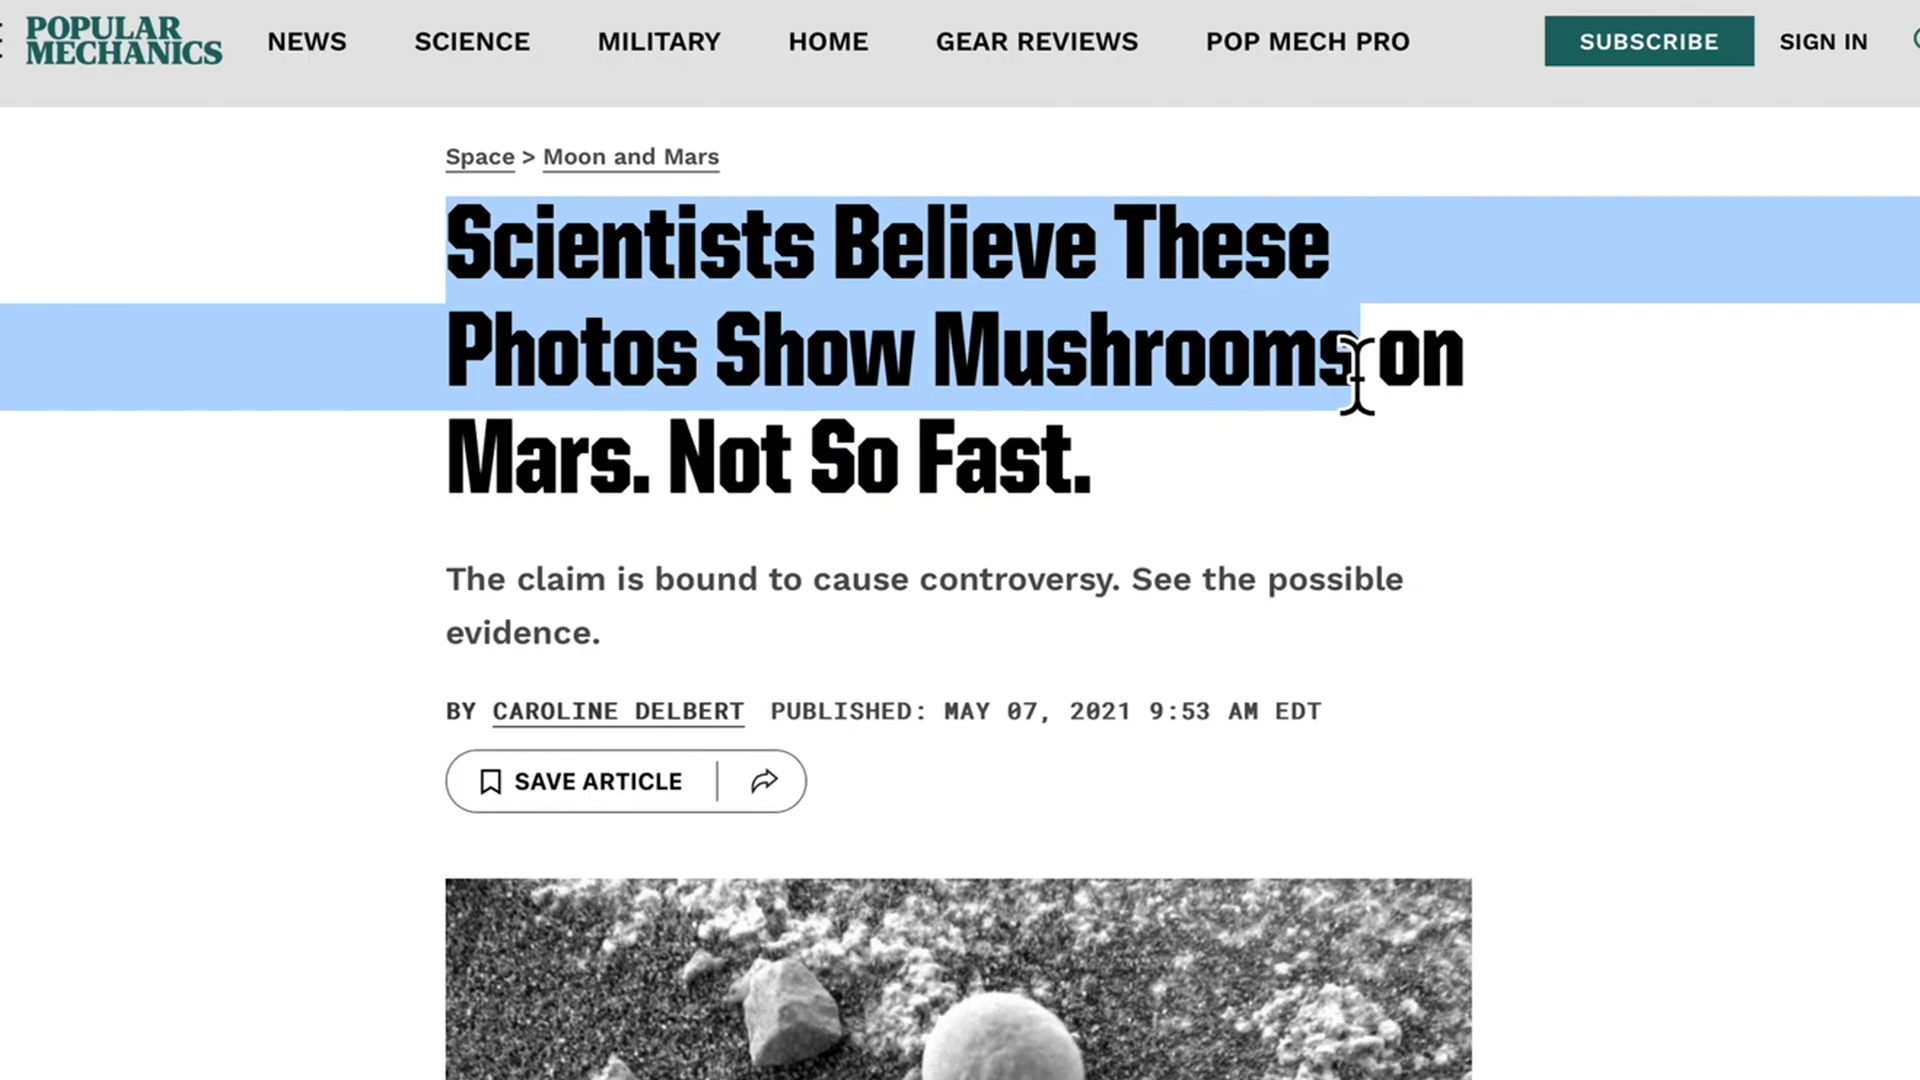 POPULAR
MECHANICS
NEWS SCIENCE MILITARY HOME GEAR REVIEWS POP MECH PRO SUBSCRIBE SIGN IN
Space > Moon and Mars
Scientists Believe These
Photos Show Mushrooms on
Mars. Not So Fast.
The claim is bound to cause controversy. See the possible
evidence.
BY CAROLINE DELBERT PUBLISHED: MAY 07, 2021 9:53 AM EDT
SAVE ARTICLE